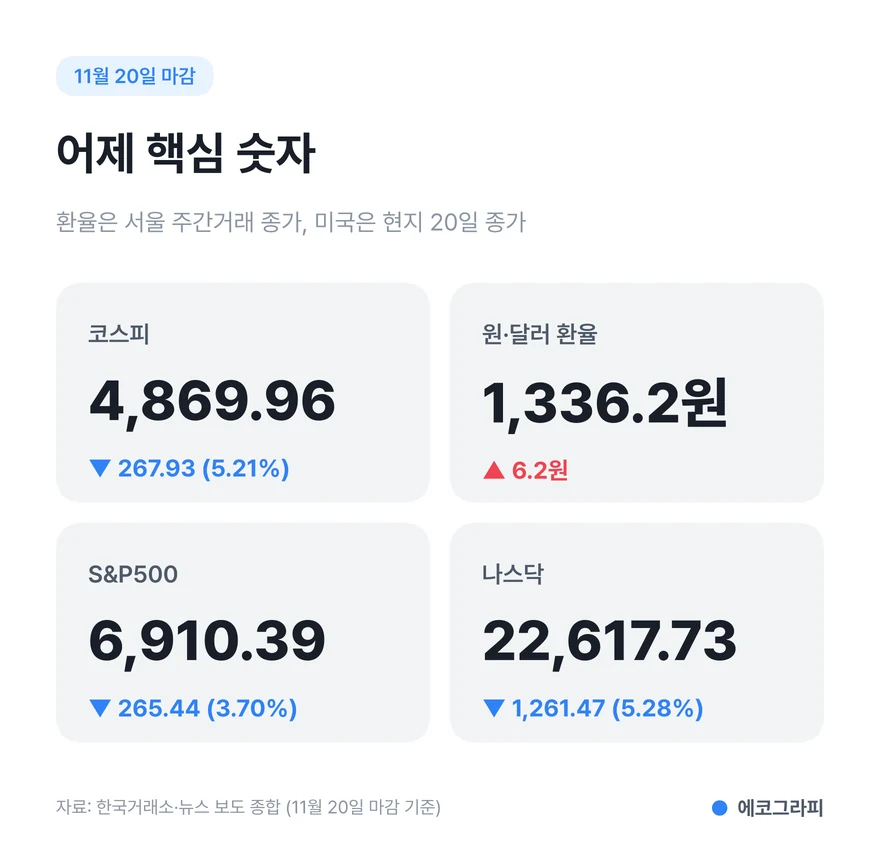 11월 20일 마감
어제 핵심 숫자
환율은 서울 주간거래 종가, 미국은 현지 20일 종가
코스피
4,869.96
▼ 267.93 (5.21%)
원·달러 환율
1,336.2원
▲ 6.2원
S&P500
6,910.39
▼ 265.44 (3.70%)
나스닥
22,617.73
▼ 1,261.47 (5.28%)
자료: 한국거래소·뉴스 보도 종합 (11월 20일 마감 기준)
에코그라피